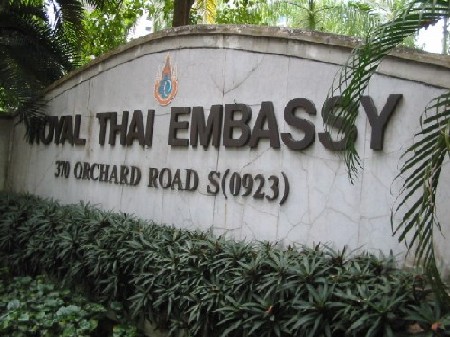 ROYAL THAI EMBASSY
370 ORCHARD ROAD S(0923)